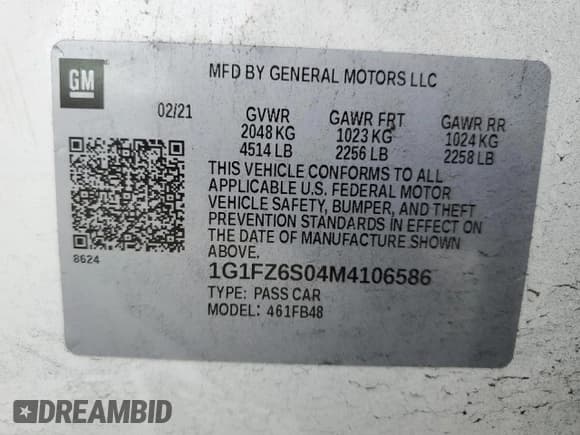 GM
MFD BY GENERAL MOTORS LLC
02/21
GVWR GAWR FRT GAWR RR
2048 KG 1023 KG 1024 KG
4514 LB 2256 LB 2258 LB
THIS VEHICLE CONFORMS TO ALL
APPLICABLE U.S. FEDERAL MOTOR
VEHICLE SAFETY, BUMPER, AND THEFT
PREVENTION STANDARDS IN EFFECT ON
THE DATE OF MANUFACTURE SHOWN
ABOVE.
8624
1G1FZ6S04M4106586
TYPE: PASS CAR
MODEL: 461FB48
DREAMBID